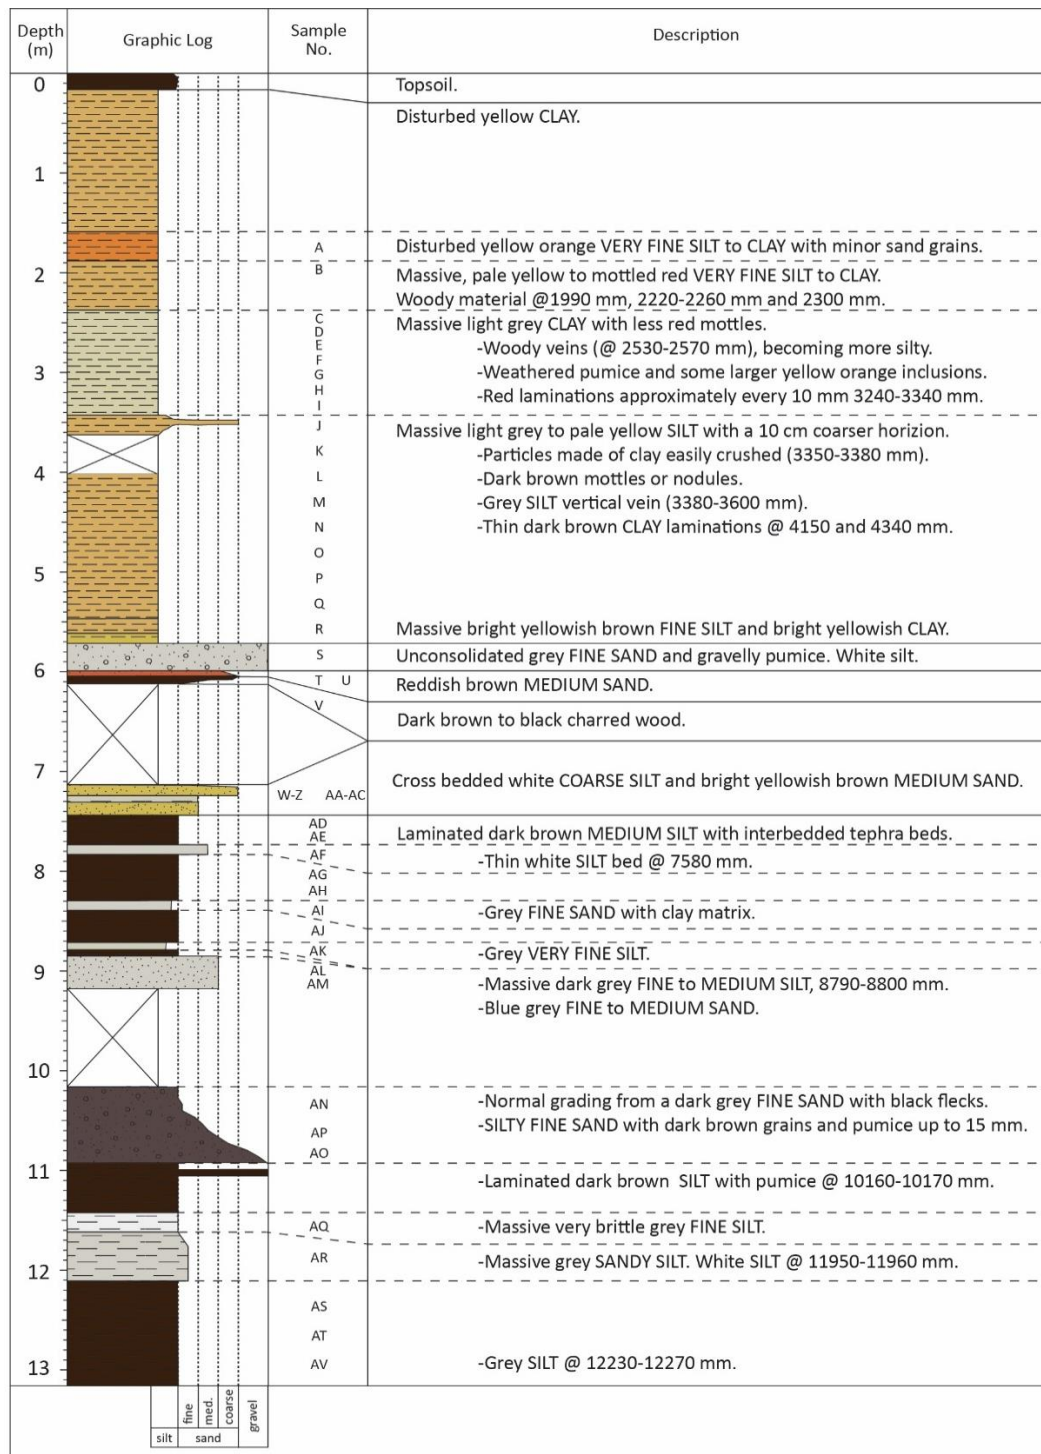 Depth (m) Graphic Log Sample No. Description
0 Topsoil.
Disturbed yellow CLAY.
1
A Disturbed yellow orange VERY FINE SILT to CLAY with minor sand grains.
2 B Massive, pale yellow to mottled red VERY FINE SILT to CLAY.
Woody material @1990 mm, 2220-2260 mm and 2300 mm.
C Massive light grey CLAY with less red mottles.
D
E -Woody veins (@ 2530-2570 mm), becoming more silty.
F
3 G -Weathered pumice and some larger yellow orange inclusions.
H -Red laminations approximately every 10 mm 3240-3340 mm.
I
J Massive light grey to pale yellow SILT with a 10 cm coarser horizion.
K -Particles made of clay easily crushed (3350-3380 mm).
4 L -Dark brown mottles or nodules.
M -Grey SILT vertical vein (3380-3600 mm).
N -Thin dark brown CLAY laminations @ 4150 and 4340 mm.
O
5 P
Q
R Massive bright yellowish brown FINE SILT and bright yellowish CLAY.
S Unconsolidated grey FINE SAND and gravelly pumice. White silt.
6 T U Reddish brown MEDIUM SAND.
V Dark brown to black charred wood.
7 Cross bedded white COARSE SILT and bright yellowish brown MEDIUM SAND.
W-Z AA-AC
AD Laminated dark brown MEDIUM SILT with interbedded tephra beds.
AE
AF -Thin white SILT bed @ 7580 mm.
8 AG
AH
AI -Grey FINE SAND with clay matrix.
AJ
AK -Grey VERY FINE SILT.
9 AL
AM -Massive dark grey FINE to MEDIUM SILT, 8790-8800 mm.
-Blue grey FINE to MEDIUM SAND.
10
AN -Normal grading from a dark grey FINE SAND with black flecks.
AP -SILTY FINE SAND with dark brown grains and pumice up to 15 mm.
AO
11 -Laminated dark brown SILT with pumice @ 10160-10170 mm.
AQ -Massive very brittle grey FINE SILT.
AR -Massive grey SANDY SILT. White SILT @ 11950-11960 mm.
12
AS
AT
13 AV -Grey SILT @ 12230-12270 mm.
fine med. coarse gravel
silt sand